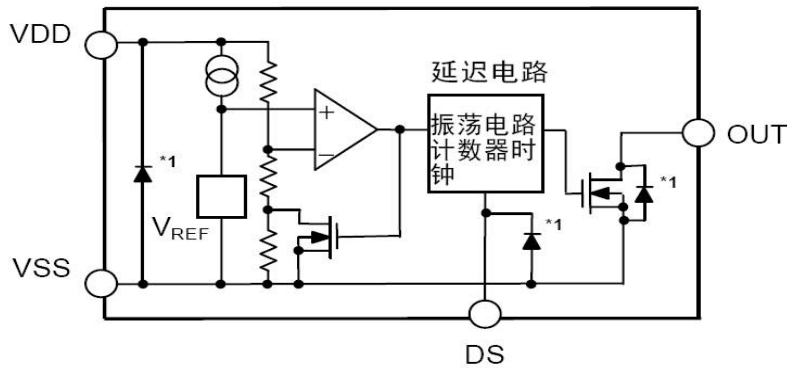 VDD
延迟电路
振荡电路
计数器时
钟
+
−
OUT
*1
*1
*1
VREF
VSS
DS